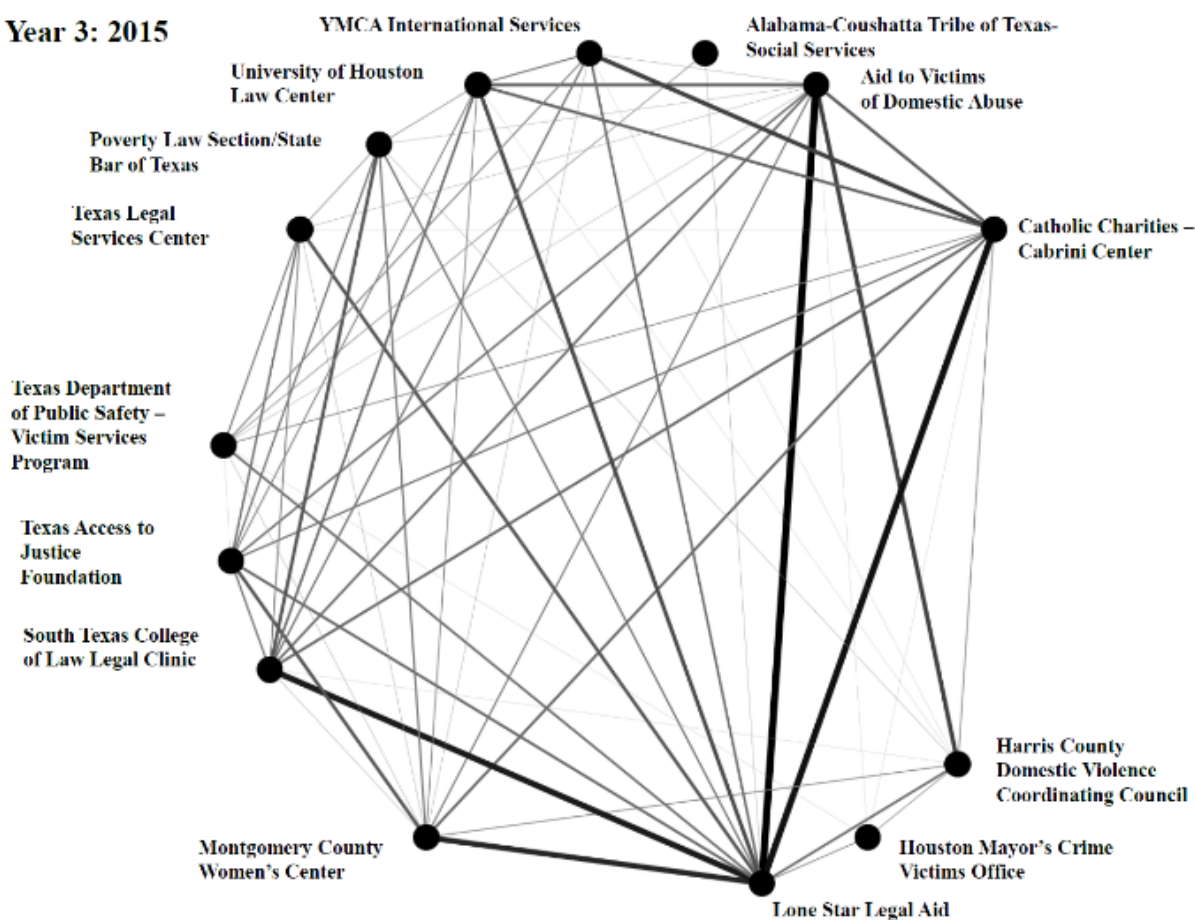 Year 3: 2015
YMCA International Services
Alabama-Coushatta Tribe of Texas-
Social Services
University of Houston
Law Center
Aid to Victims
of Domestic Abuse
Poverty Law Section/State
Bar of Texas
Texas Legal
Services Center
Catholic Charities –
Cabrini Center
Texas Department
of Public Safety –
Victim Services
Program
Texas Access to
Justice
Foundation
South Texas College
of Law Legal Clinic
Harris County
Domestic Violence
Coordinating Council
Montgomery County
Women's Center
Houston Mayor's Crime
Victims Office
Lone Star Legal Aid